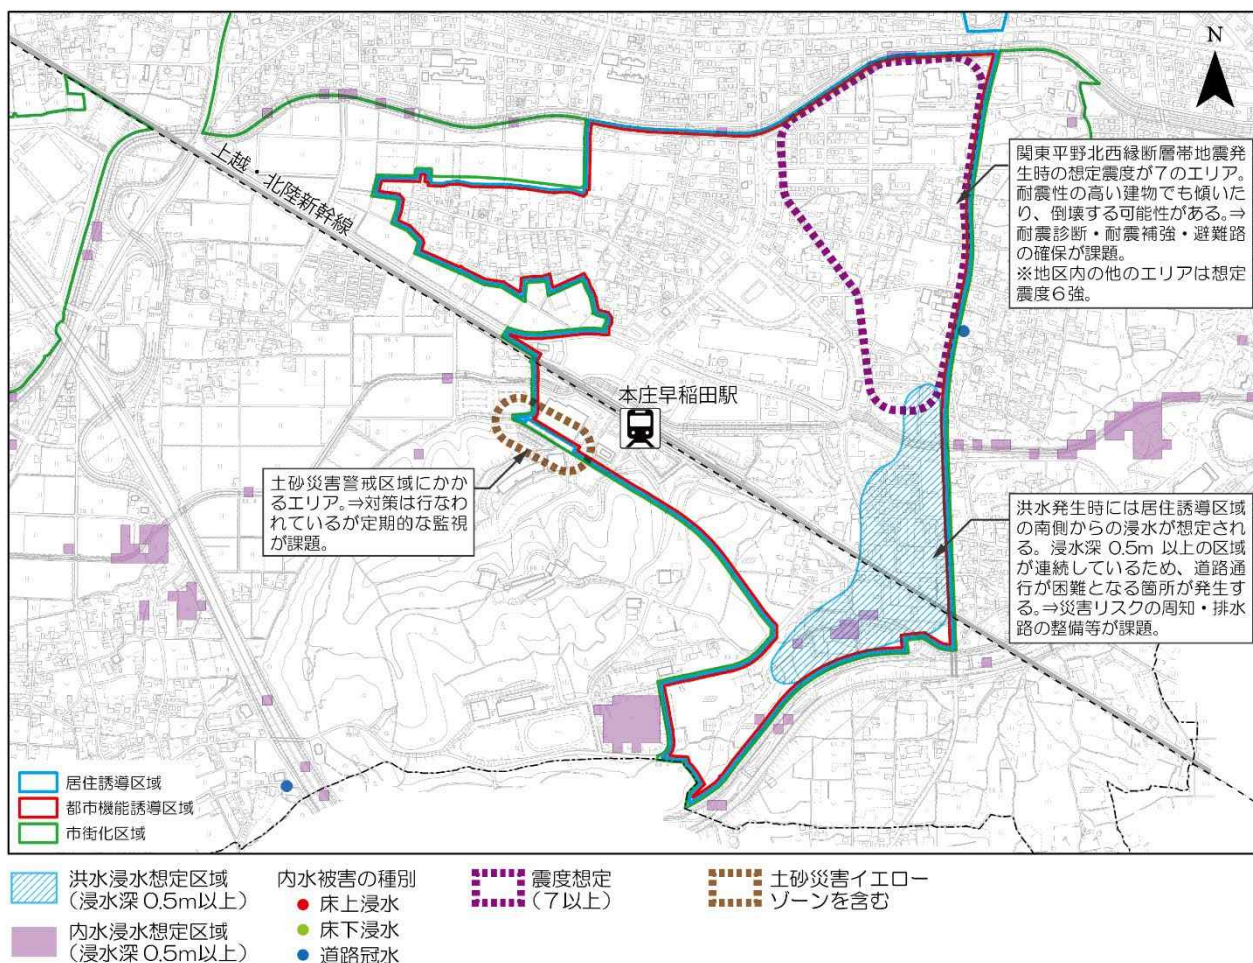 N
上越・北陸新幹線
関東平野北西縁断層帯地震発
生時の想定震度が7のエリア。
耐震性の高い建物でも傾いた
り、倒壊する可能性がある。⇒
耐震診断・耐震補強・避難路
の確保が課題。
※地区内の他のエリアは想定
震度6強。
本庄早稲田駅
土砂災害警戒区域にかか
るエリア。⇒対策は行なわ
れているが定期的な監視
が課題。
洪水発生時には居住誘導区域
の南側からの浸水が想定され
る。浸水深 0.5m 以上の区域
が連続しているため、道路通
行が困難となる箇所が発生す
る。⇒災害リスクの周知・排水
路の整備等が課題。
居住誘導区域
都市機能誘導区域
市街化区域
洪水浸水想定区域
(浸水深 0.5m以上)
内水浸水想定区域
(浸水深 0.5m以上)
内水被害の種別
床上浸水
床下浸水
道路冠水
震度想定
(7以上)
土砂災害イエロー
ゾーンを含む